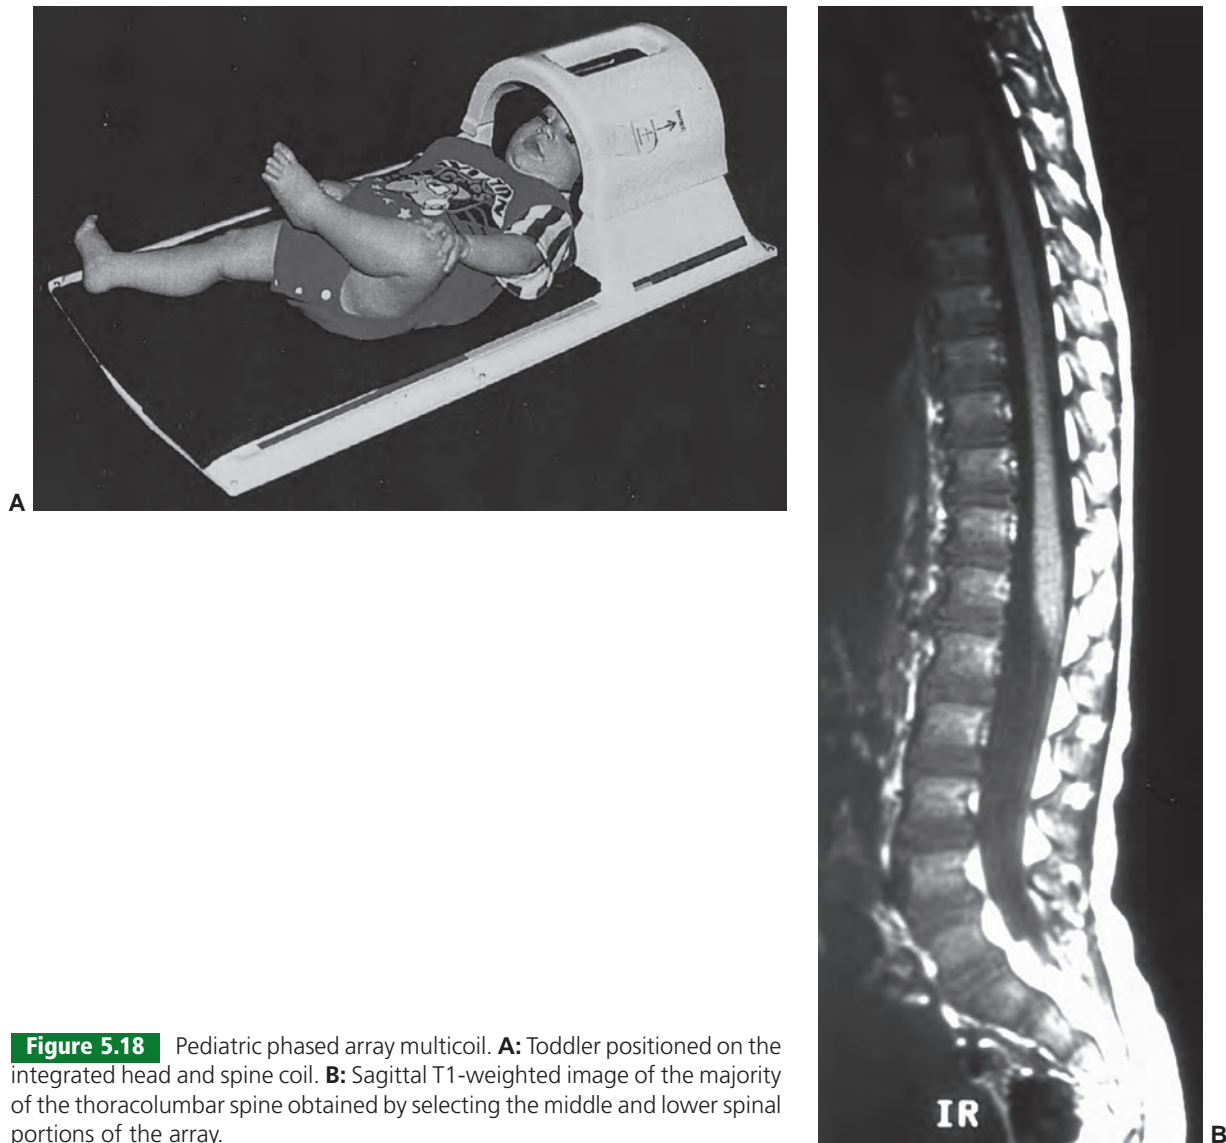 A
IR
B
Figure 5.18 Pediatric phased array multicoil. A: Toddler positioned on the
integrated head and spine coil. B: Sagittal T1-weighted image of the majority
of the thoracolumbar spine obtained by selecting the middle and lower spinal
portions of the array.